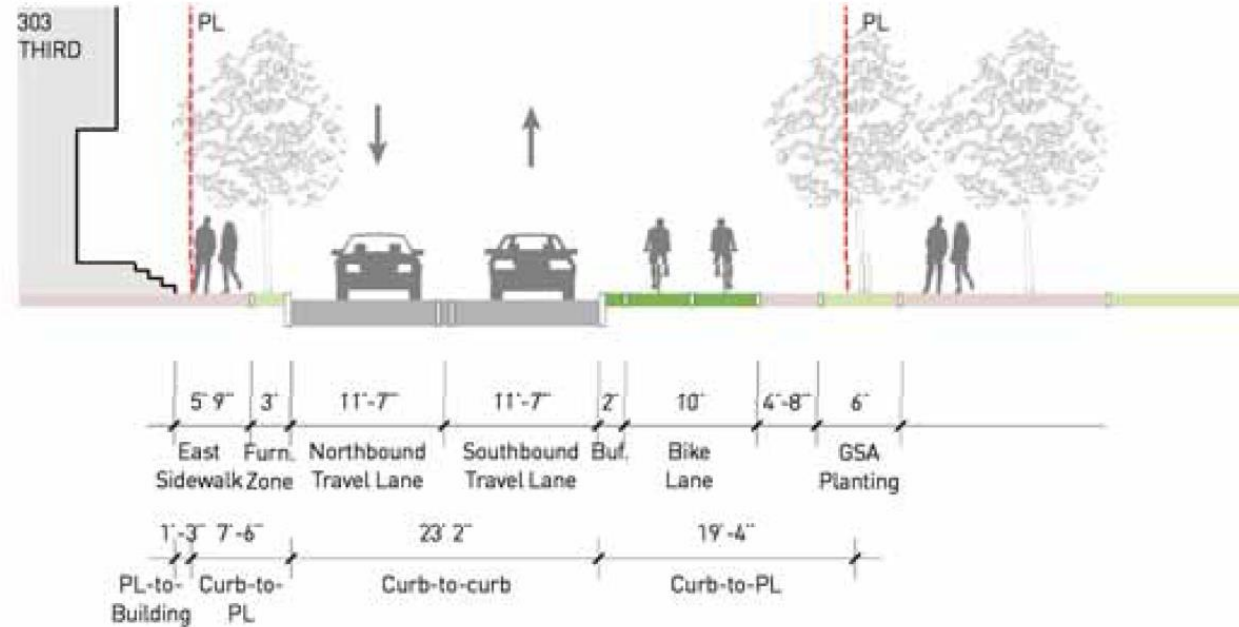 303
THIRD
PL
PL
5' 9"
3'
11'-7"
11'-7"
2'
10'
4'-8"
6'
East
Sidewalk
Furn.
Zone
Northbound
Travel Lane
Southbound
Travel Lane
Buf.
Bike
Lane
GSA
Planting
1'-3"
7'-6"
23' 2"
19'-4"
PL-to-
Building
Curb-to-
PL
Curb-to-curb
Curb-to-PL